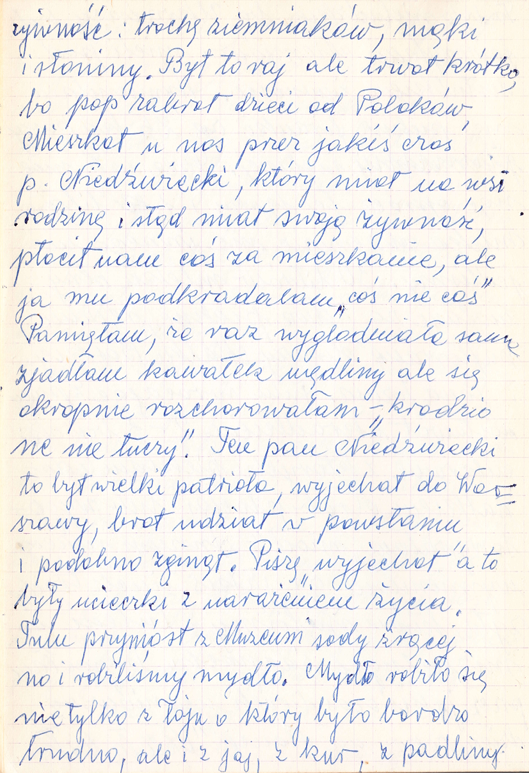 żywność: trochę ziemniaków, mąki
i słoniny. Był to raj ale trwał krótko,
bo pop zabrał dzieci od Polaków,
Mieszkał u nas przez jakiś czas
p. Niedźwiecki, który miał na wsi
rodzinę i stąd miał swoją żywność,
płacił nam coś za mieszkanie, ale
ja mu podkradałam „coś nie coś"
Pamiętam, że raz wygłodniała sama
zjadłam kawałek wędliny ale się
okropnie rozchorowałam – „kradzio
ne nie tuczy". Ten pan Niedźwiecki
to był wielki patriota, wyjechał do War=
szawy, brał udział w powstaniu
i podobno zginął. Piszę „wyjechał" a to
były ucieczki z narażeniem życia.
przyniósł z Muzeum sody żrącej
no i robiliśmy mydło. Mydło robiło się
nie tylko z łoju o który było bardzo
trudno, ale i z jaj, z kur, z padliny.